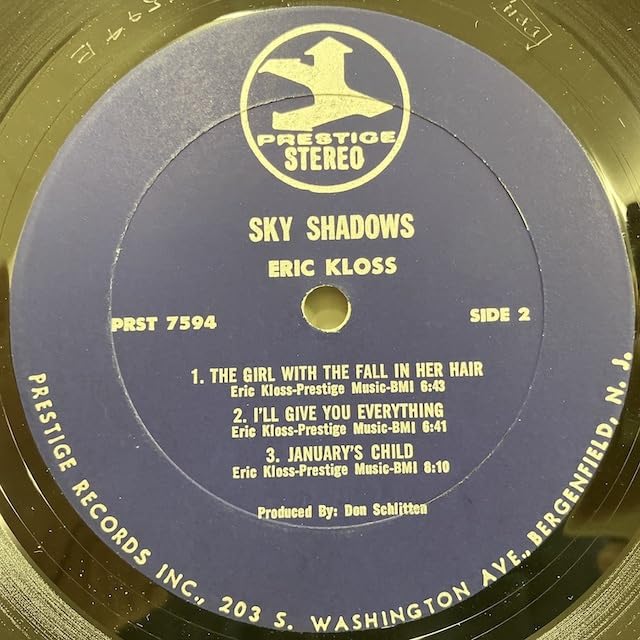 PRESTIGE
STEREO
SKY SHADOWS
ERIC KLOSS
PRST 7594
SIDE 2
1. THE GIRL WITH THE FALL IN HER HAIR
Eric Kloss-Prestige Music-BMI 6:43
2. I'LL GIVE YOU EVERYTHING
Eric Kloss-Prestige Music-BMI 6:41
3. JANUARY'S CHILD
Eric Kloss-Prestige Music-BMI 8:10
Produced By: Don Schlitten
PRESTIGE RECORDS INC., 203 S. WASHINGTON AVE., BERGENFIELD, N. J.